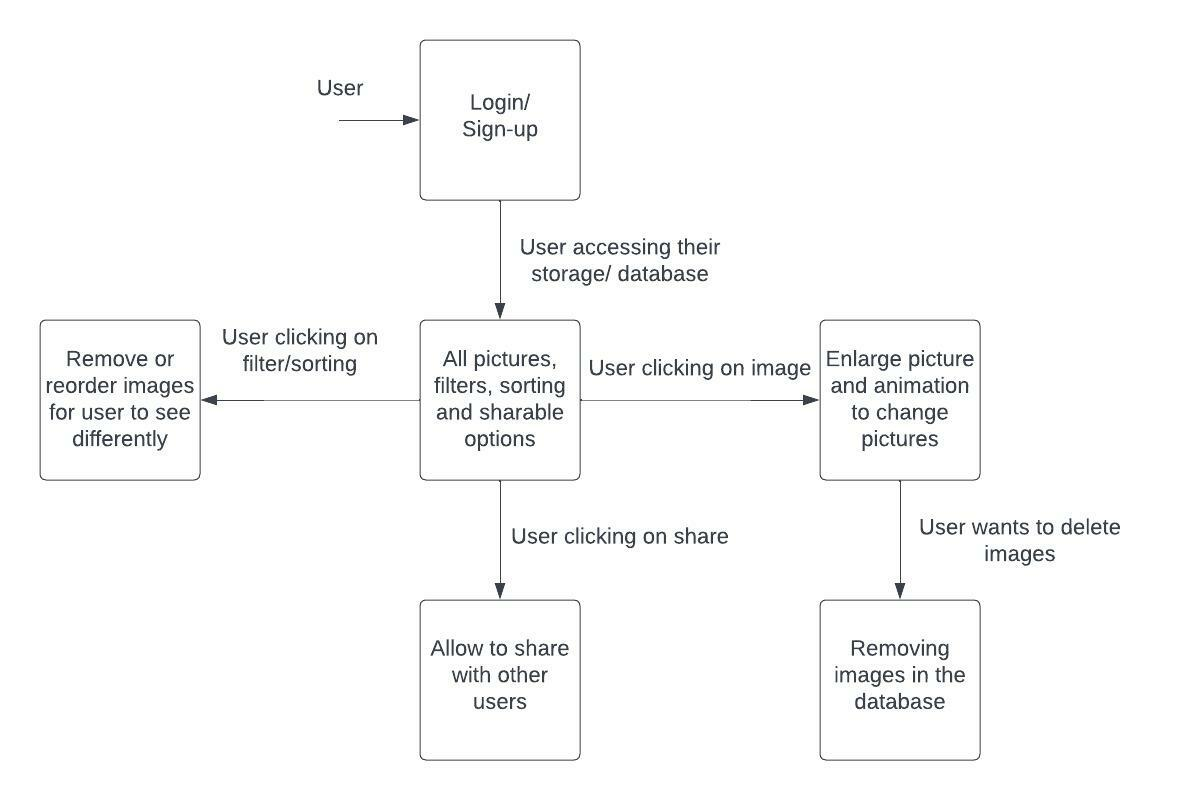 User
Login/
Sign-up
User accessing their
storage/ database
Remove or
reorder images
for user to see
differently
User clicking on
filter/sorting
All pictures,
filters, sorting
and sharable
options
User clicking on image
Enlarge picture
and animation
to change
pictures
User clicking on share
User wants to delete
images
Allow to share
with other
users
Removing
images in the
database